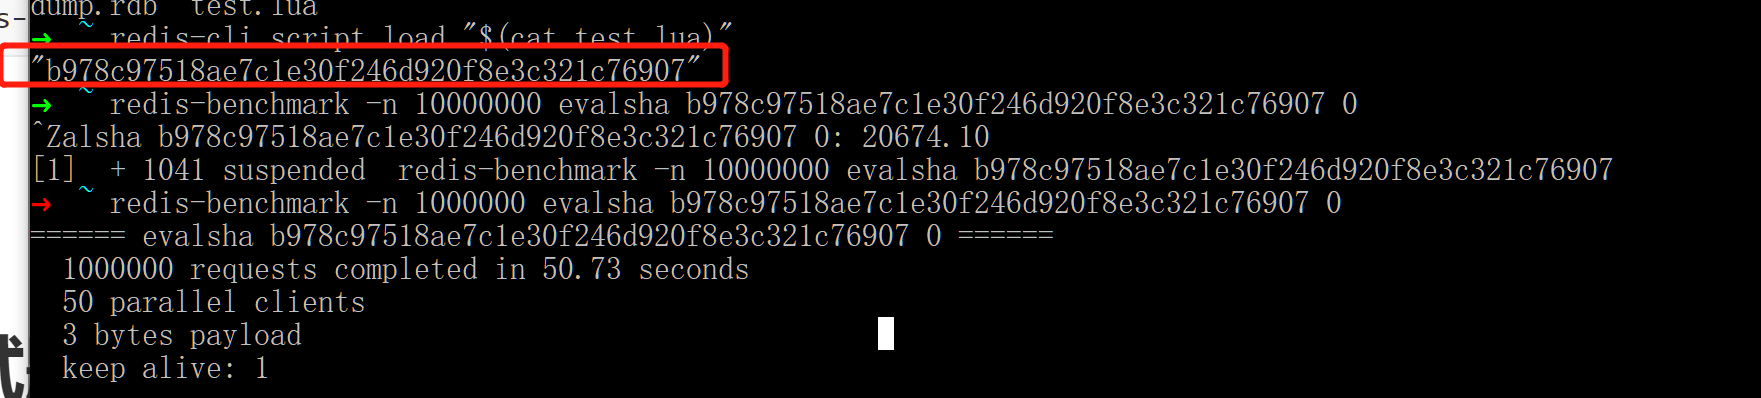 dump.rdb  test.lua
s-
→  ~ redis-cli script load "$(cat test.lua)"
"b978c97518ae7c1e30f246d920f8e3c321c76907"
→  ~ redis-benchmark -n 10000000 evalsha b978c97518ae7c1e30f246d920f8e3c321c76907 0
^Zalsha b978c97518ae7c1e30f246d920f8e3c321c76907 0: 20674.10
[1]  + 1041 suspended  redis-benchmark -n 10000000 evalsha b978c97518ae7c1e30f246d920f8e3c321c76907
→  ~ redis-benchmark -n 1000000 evalsha b978c97518ae7c1e30f246d920f8e3c321c76907 0
====== evalsha b978c97518ae7c1e30f246d920f8e3c321c76907 0 ======
1000000 requests completed in 50.73 seconds
50 parallel clients
3 bytes payload
keep alive: 1